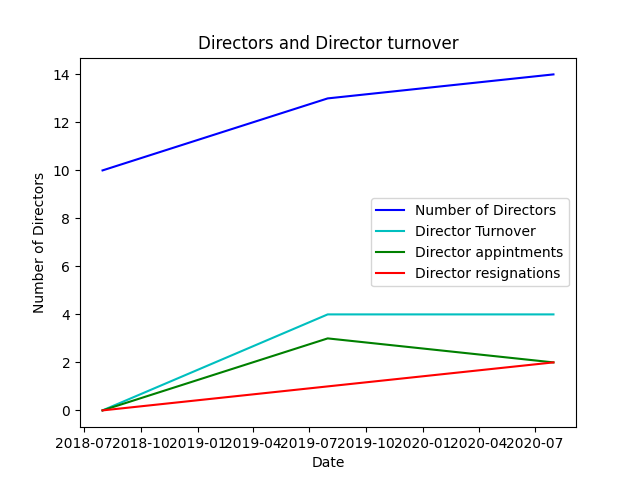 Directors and Director turnover
14
12
10
8
6
4
2
0
Number of Directors
Number of Directors
Director Turnover
Director appintments
Director resignations
2018-07 2018-10 2019-01 2019-04 2019-07 2019-10 2020-01 2020-04 2020-07
Date